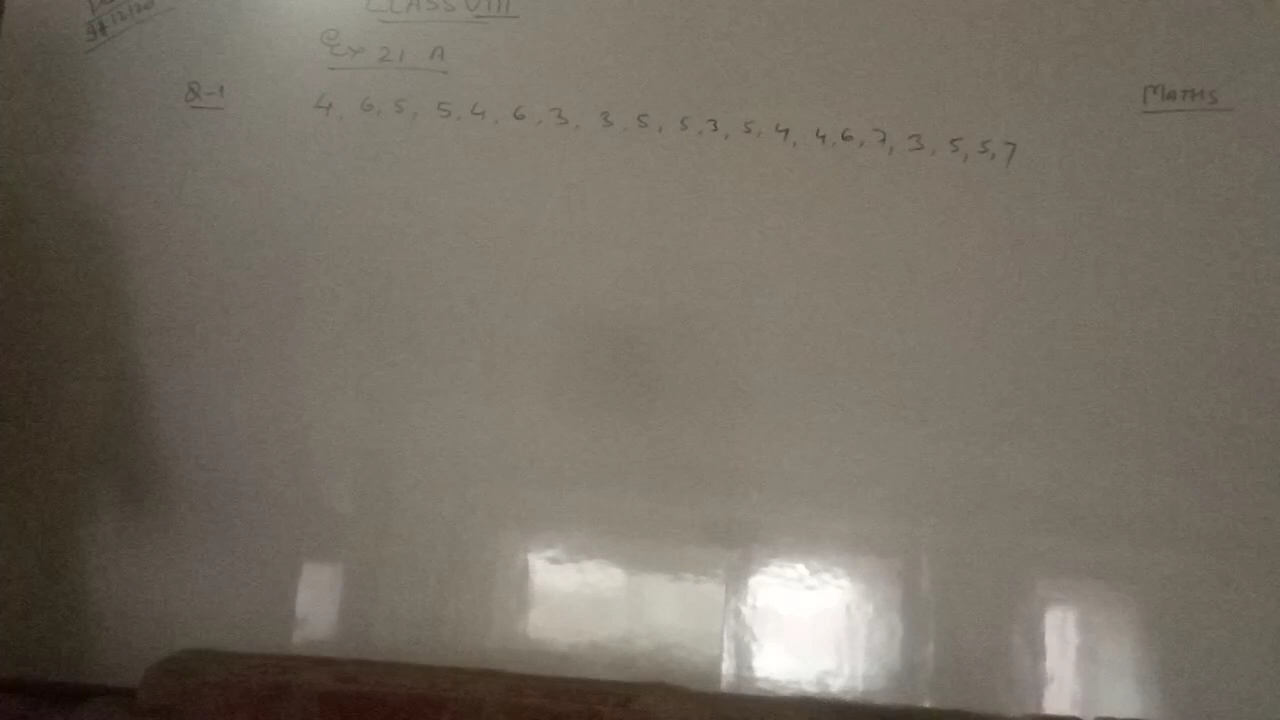 CLASS VIII
Ex 21 A
MATHS
Q-1 4, 6, 5, 5, 4, 6, 3, 3, 5, 5, 3, 5, 4, 4, 6, 7, 3, 5, 5, 7